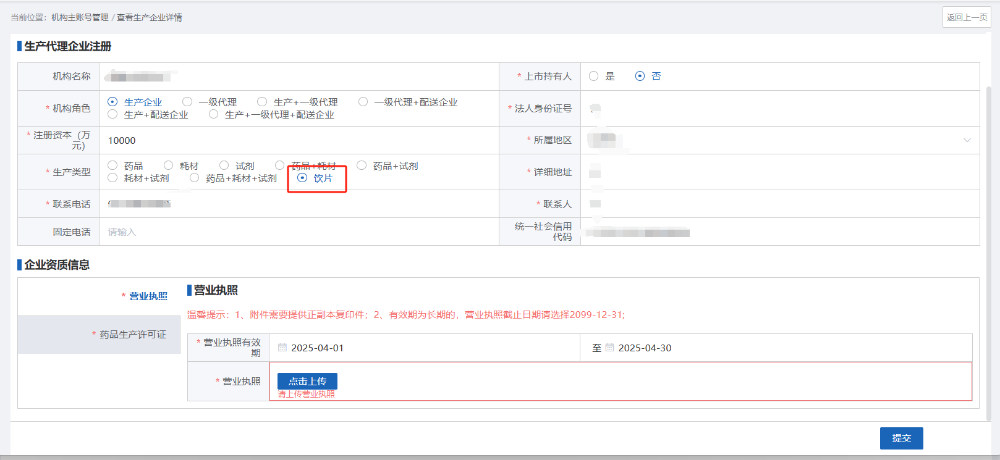 当前位置：机构主账号管理 / 查看生产企业详情
返回上一页
生产代理企业注册
机构名称
* 上市持有人
是 否
* 机构角色
生产企业 一级代理 生产+一级代理 一级代理+配送企业
生产+配送企业 生产+一级代理+配送企业
* 法人身份证号
* 注册资本（万
元）
10000
* 所属地区
* 生产类型
药品 耗材 试剂 药品+耗材 药品+试剂
耗材+试剂 药品+耗材+试剂 饮片
* 详细地址
* 联系电话
* 联系人
固定电话
请输入
统一社会信用
代码
企业资质信息
* 营业执照
* 药品生产许可证
营业执照
温馨提示：1、附件需要提供正副本复印件；2、有效期为长期的，营业执照截止日期请选择2099-12-31;
* 营业执照有效
期
2025-04-01
至 2025-04-30
* 营业执照
点击上传
请上传营业执照
提交